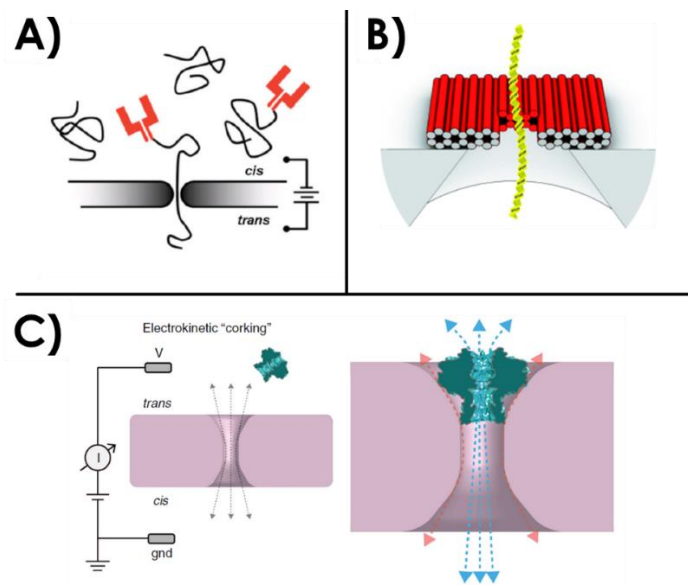 A)
cis
trans
B)
C)
Electrokinetic "corking"
V
trans
I
cis
gnd